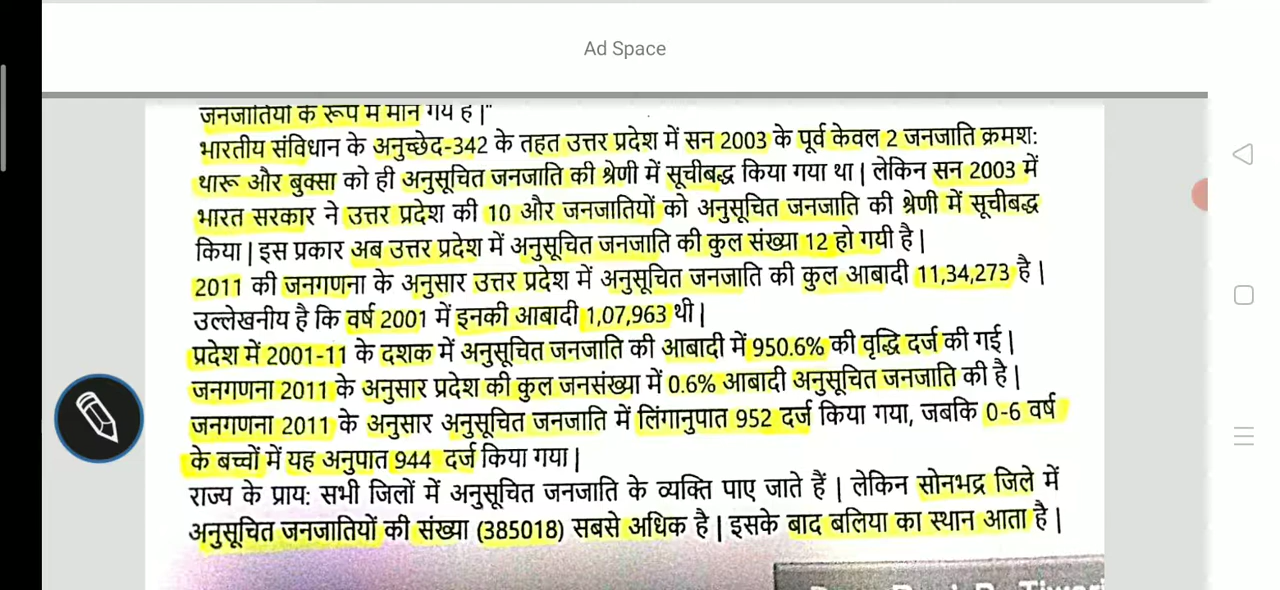 Ad Space
जनजातियों के रूप में माने गये हैं|"
भारतीय संविधान के अनुच्छेद-342 के तहत उत्तर प्रदेश में सन 2003 के पूर्व केवल 2 जनजाति क्रमश:
थारू और बुक्सा को ही अनुसूचित जनजाति की श्रेणी में सूचीबद्ध किया गया था| लेकिन सन 2003 में
भारत सरकार ने उत्तर प्रदेश की 10 और जनजातियों को अनुसूचित जनजाति की श्रेणी में सूचीबद्ध
किया| इस प्रकार अब उत्तर प्रदेश में अनुसूचित जनजाति की कुल संख्या 12 हो गयी है|
2011 की जनगणना के अनुसार उत्तर प्रदेश में अनुसूचित जनजाति की कुल आबादी 11,34,273 है|
उल्लेखनीय है कि वर्ष 2001 में इनकी आबादी 1,07,963 थी|
प्रदेश में 2001-11 के दशक में अनुसूचित जनजाति की आबादी में 950.6% की वृद्धि दर्ज की गई|
जनगणना 2011 के अनुसार प्रदेश की कुल जनसंख्या में 0.6% आबादी अनुसूचित जनजाति की है|
जनगणना 2011 के अनुसार अनुसूचित जनजाति में लिंगानुपात 952 दर्ज किया गया, जबकि 0-6 वर्ष
के बच्चों में यह अनुपात 944 दर्ज किया गया|
राज्य के प्राय: सभी जिलों में अनुसूचित जनजाति के व्यक्ति पाए जाते हैं| लेकिन सोनभद्र जिले में
अनुसूचित जनजातियों की संख्या (385018) सबसे अधिक है| इसके बाद बलिया का स्थान आता है|